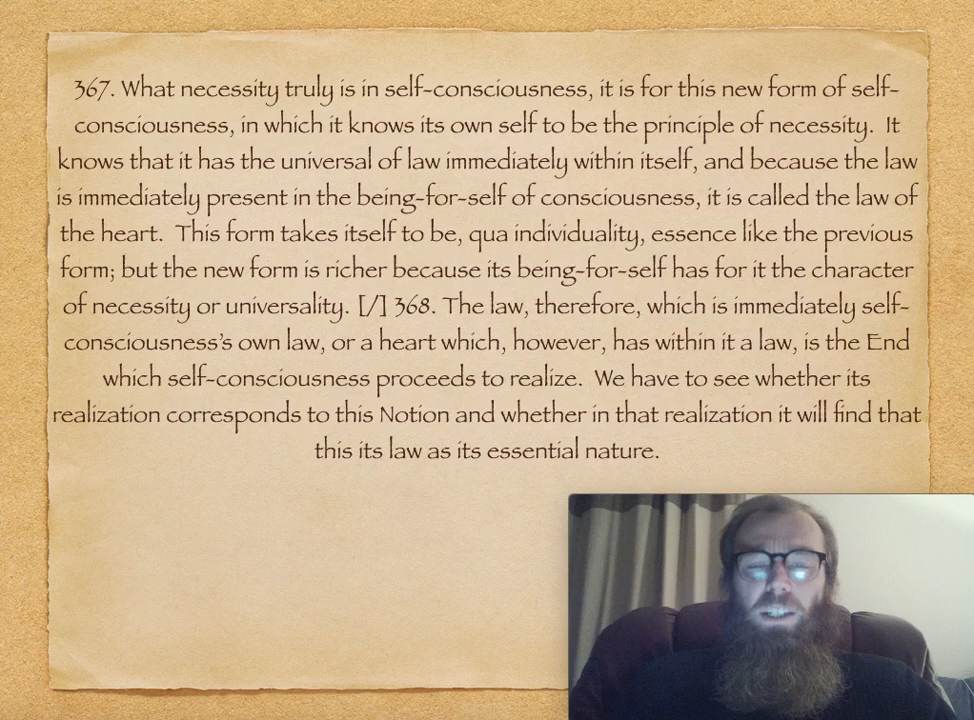 367. What necessity truly is in self-consciousness, it is for this new form of self-
consciousness, in which it knows its own self to be the principle of necessity. It
knows that it has the universal of law immediately within itself, and because the law
is immediately present in the being-for-self of consciousness, it is called the law of
the heart. This form takes itself to be, qua individuality, essence like the previous
form; but the new form is richer because its being-for-self has for it the character
of necessity or universality. [/] 368. The law, therefore, which is immediately self-
consciousness's own law, or a heart which, however, has within it a law, is the End
which self-consciousness proceeds to realize. We have to see whether its
realization corresponds to this Notion and whether in that realization it will find that
this its law as its essential nature.